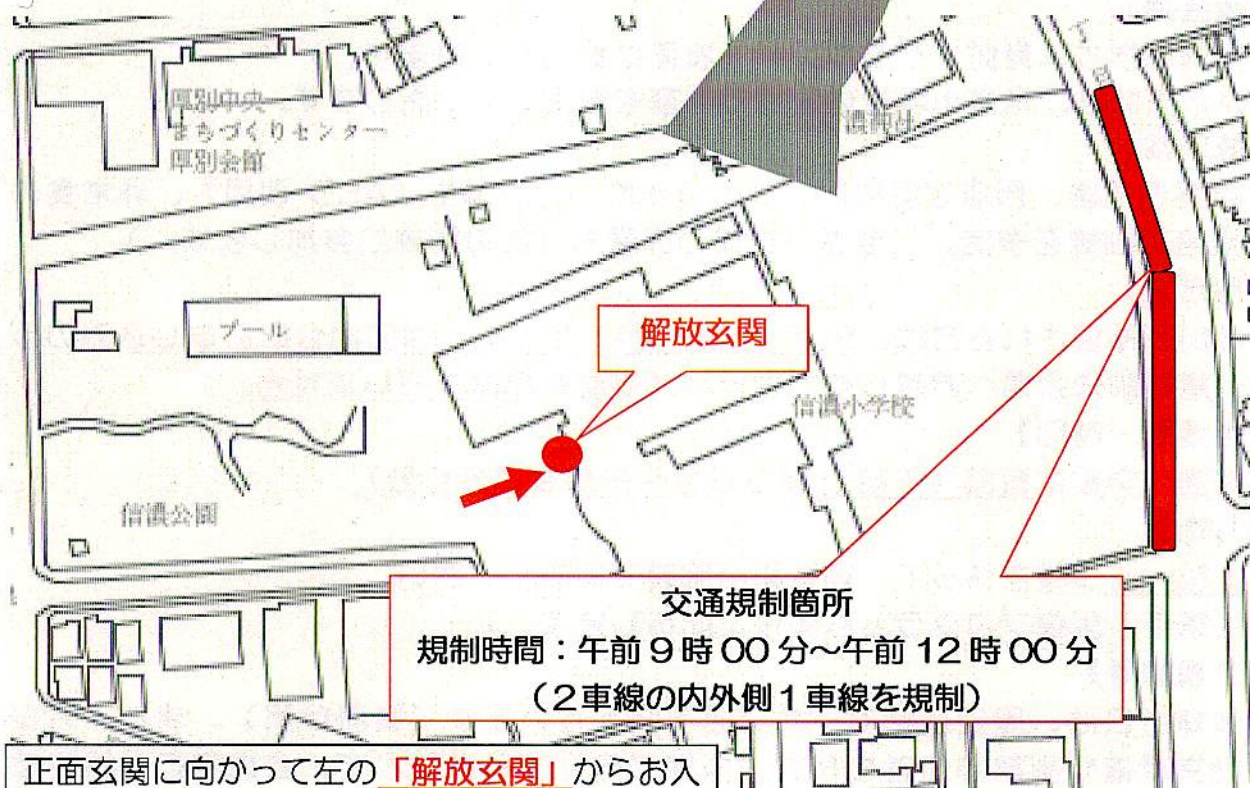 厚別中央
まちづくりセンター
厚別会館
プール
解放玄関
信濃小学校
信濃公園
交通規制箇所
規制時間：午前９時００分～午前１２時００分
（２車線の内外側１車線を規制）
正面玄関に向かって左の「解放玄関」からお入